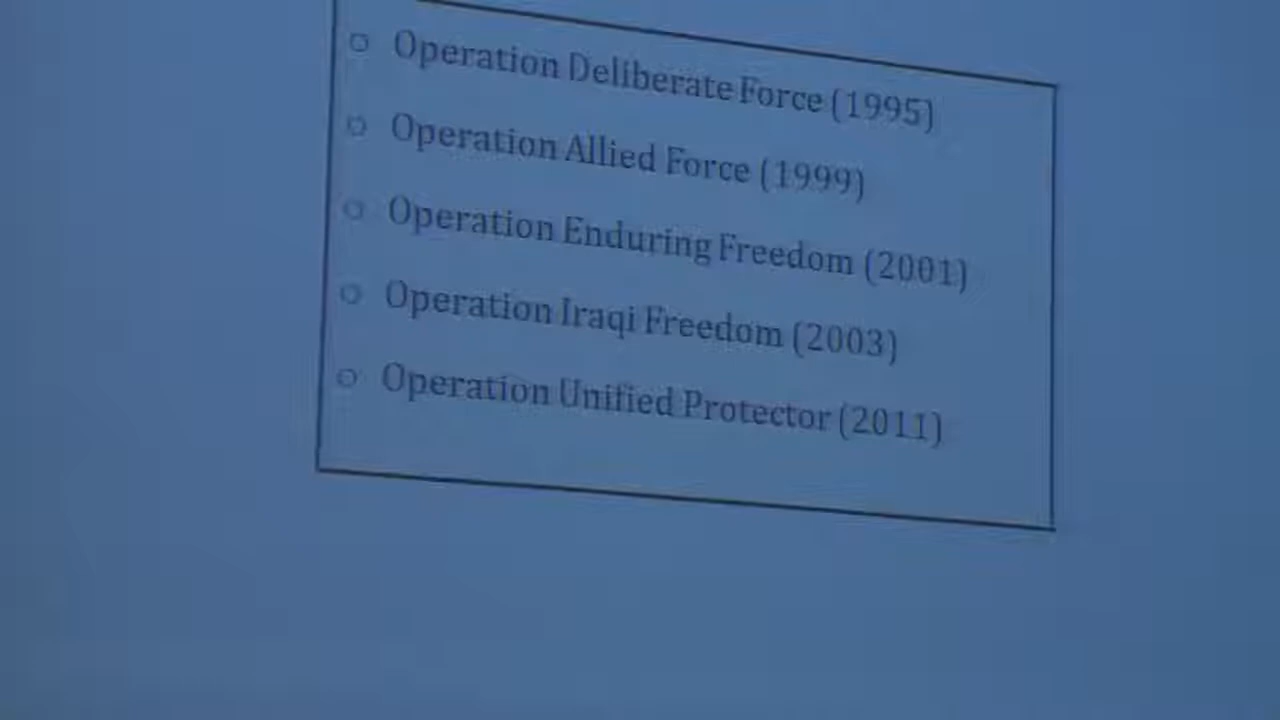 Operation Deliberate Force (1995)
Operation Allied Force (1999)
Operation Enduring Freedom (2001)
Operation Iraqi Freedom (2003)
Operation Unified Protector (2011)